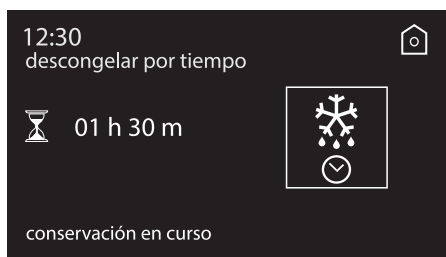 12:30
descongelar por tiempo
01 h 30 m
conservación en curso